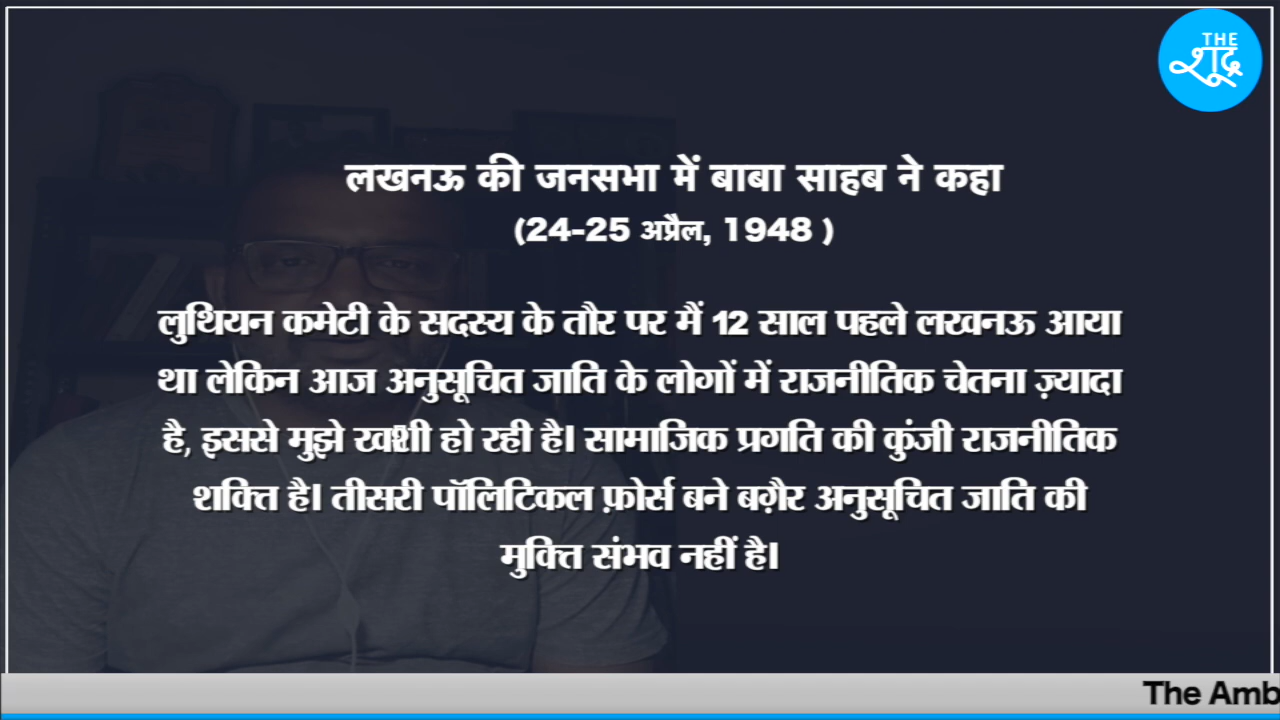 THE
शूद्र
लखनऊ की जनसभा में बाबा साहब ने कहा
(24-25 अप्रैल, 1948 )
लुथियन कमेटी के सदस्य के तौर पर मैं 12 साल पहले लखनऊ आया
था लेकिन आज अनुसूचित जाति के लोगों में राजनीतिक चेतना ज़्यादा
है, इससे मुझे खुशी हो रही है। सामाजिक प्रगति की कुंजी राजनीतिक
शक्ति है। तीसरी पॉलिटिकल फ़ोर्स बने बग़ैर अनुसूचित जाति की
मुक्ति संभव नहीं है।
The Amb